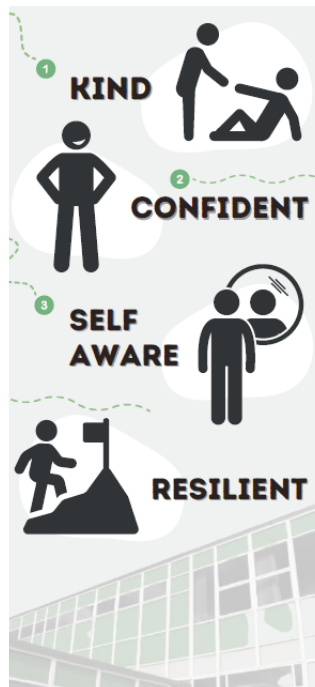 1
KIND
2
CONFIDENT
3
SELF
AWARE
RESILIENT